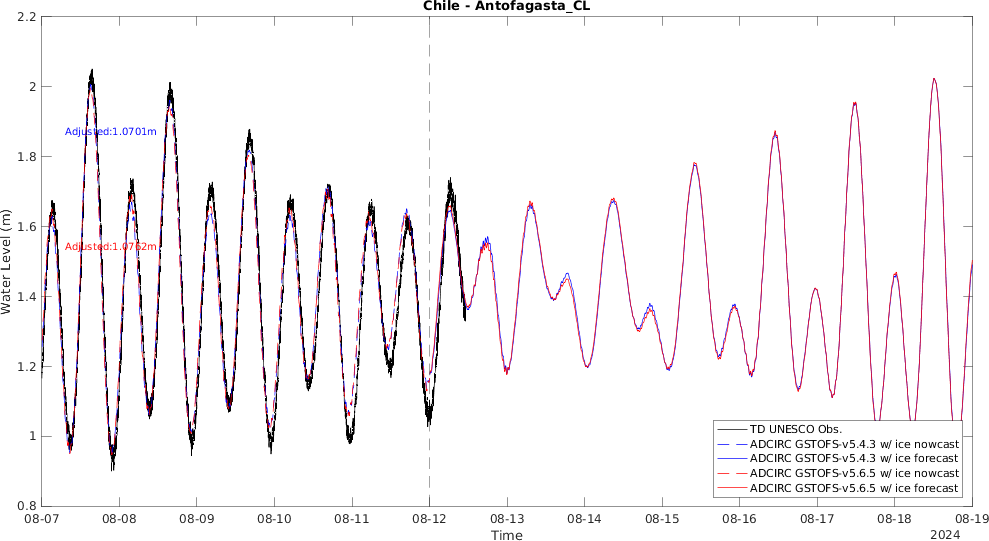 Chile - Antofagasta_CL
2.2
2
1.8
1.6
1.4
1.2
1
0.8
Water Level (m)
Adjusted:1.0701m
Adjusted:1.0762m
TD UNESCO Obs.
ADCIRC GSTOFS-v5.4.3 w/ ice nowcast
ADCIRC GSTOFS-v5.4.3 w/ ice forecast
ADCIRC GSTOFS-v5.6.5 w/ ice nowcast
ADCIRC GSTOFS-v5.6.5 w/ ice forecast
08-07 08-08 08-09 08-10 08-11 08-12 08-13 08-14 08-15 08-16 08-17 08-18 08-19
Time
2024